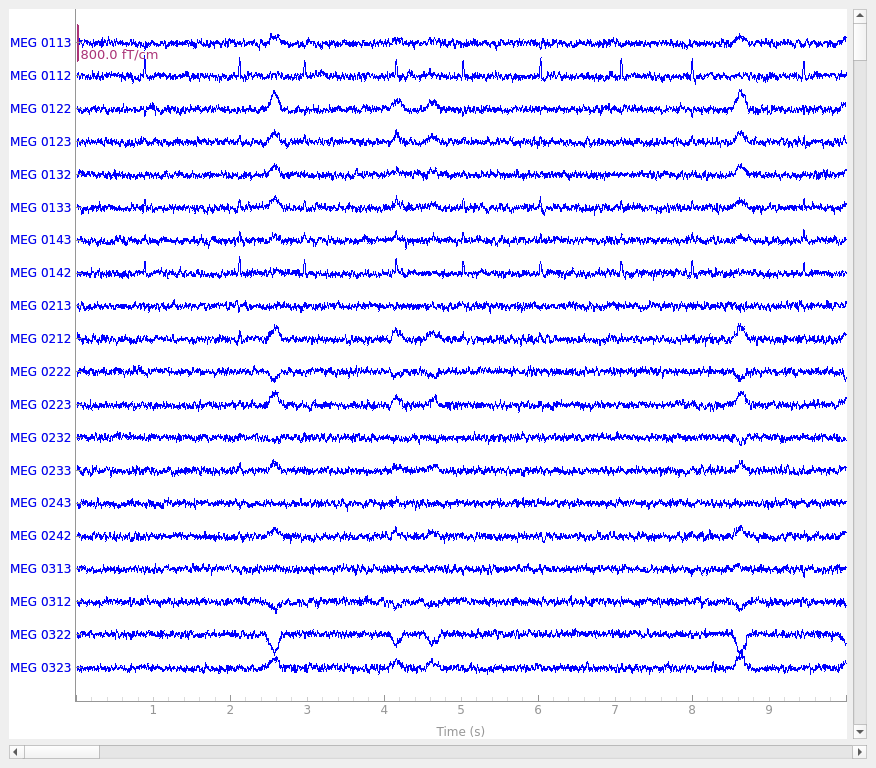 MEG 0113
800.0 fT/cm
MEG 0112
MEG 0122
MEG 0123
MEG 0132
MEG 0133
MEG 0143
MEG 0142
MEG 0213
MEG 0212
MEG 0222
MEG 0223
MEG 0232
MEG 0233
MEG 0243
MEG 0242
MEG 0313
MEG 0312
MEG 0322
MEG 0323
1 2 3 4 5 6 7 8 9
Time (s)